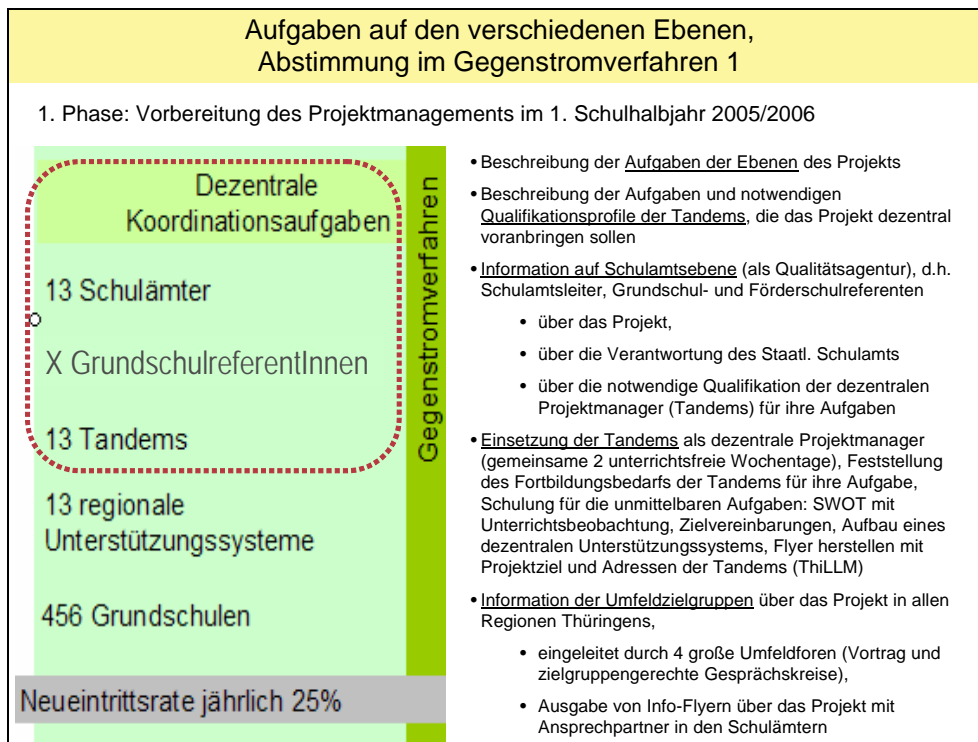 Aufgaben auf den verschiedenen Ebenen,
Abstimmung im Gegenstromverfahren 1
1. Phase: Vorbereitung des Projektmanagements im 1. Schulhalbjahr 2005/2006
Dezentrale
Koordinationsaufgaben
13 Schulämter
X GrundschulreferentInnen
13 Tandems
13 regionale
Unterstützungssysteme
456 Grundschulen
Neueintrittsrate jährlich 25%
Gegenstromverfahren
• Beschreibung der Aufgaben der Ebenen des Projekts
• Beschreibung der Aufgaben und notwendigen
Qualifikationsprofile der Tandems, die das Projekt dezentral
voranbringen sollen
• Information auf Schulamtsebene (als Qualitätsagentur), d.h.
Schulamtsleiter, Grundschul- und Förderschulreferenten
• über das Projekt,
• über die Verantwortung des Staatl. Schulamts
• über die notwendige Qualifikation der dezentralen
Projektmanager (Tandems) für ihre Aufgaben
• Einsetzung der Tandems als dezentrale Projektmanager
(gemeinsame 2 unterrichtsfreie Wochentage), Feststellung
des Fortbildungsbedarfs der Tandems für ihre Aufgabe,
Schulung für die unmittelbaren Aufgaben: SWOT mit
Unterrichtsbeobachtung, Zielvereinbarungen, Aufbau eines
dezentralen Unterstützungssystems, Flyer herstellen mit
Projektziel und Adressen der Tandems (ThiLLM)
• Information der Umfeldzielgruppen über das Projekt in allen
Regionen Thüringens,
• eingeleitet durch 4 große Umfeldforen (Vortrag und
zielgruppengerechte Gesprächskreise),
• Ausgabe von Info-Flyern über das Projekt mit
Ansprechpartner in den Schulämtern